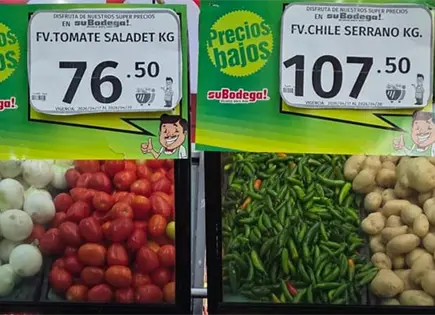 DISFRUTA DE NUESTROS SUPER PRECIOS
EN suBodega!
FV.TOMATE SALADET KG
76.50
suBodega!
DISFRUTA DE NUESTROS SUPER PRECIOS
EN suBodega!
FV.CHILE SERRANO KG.
107.50
Precios
bajos
suBodega!